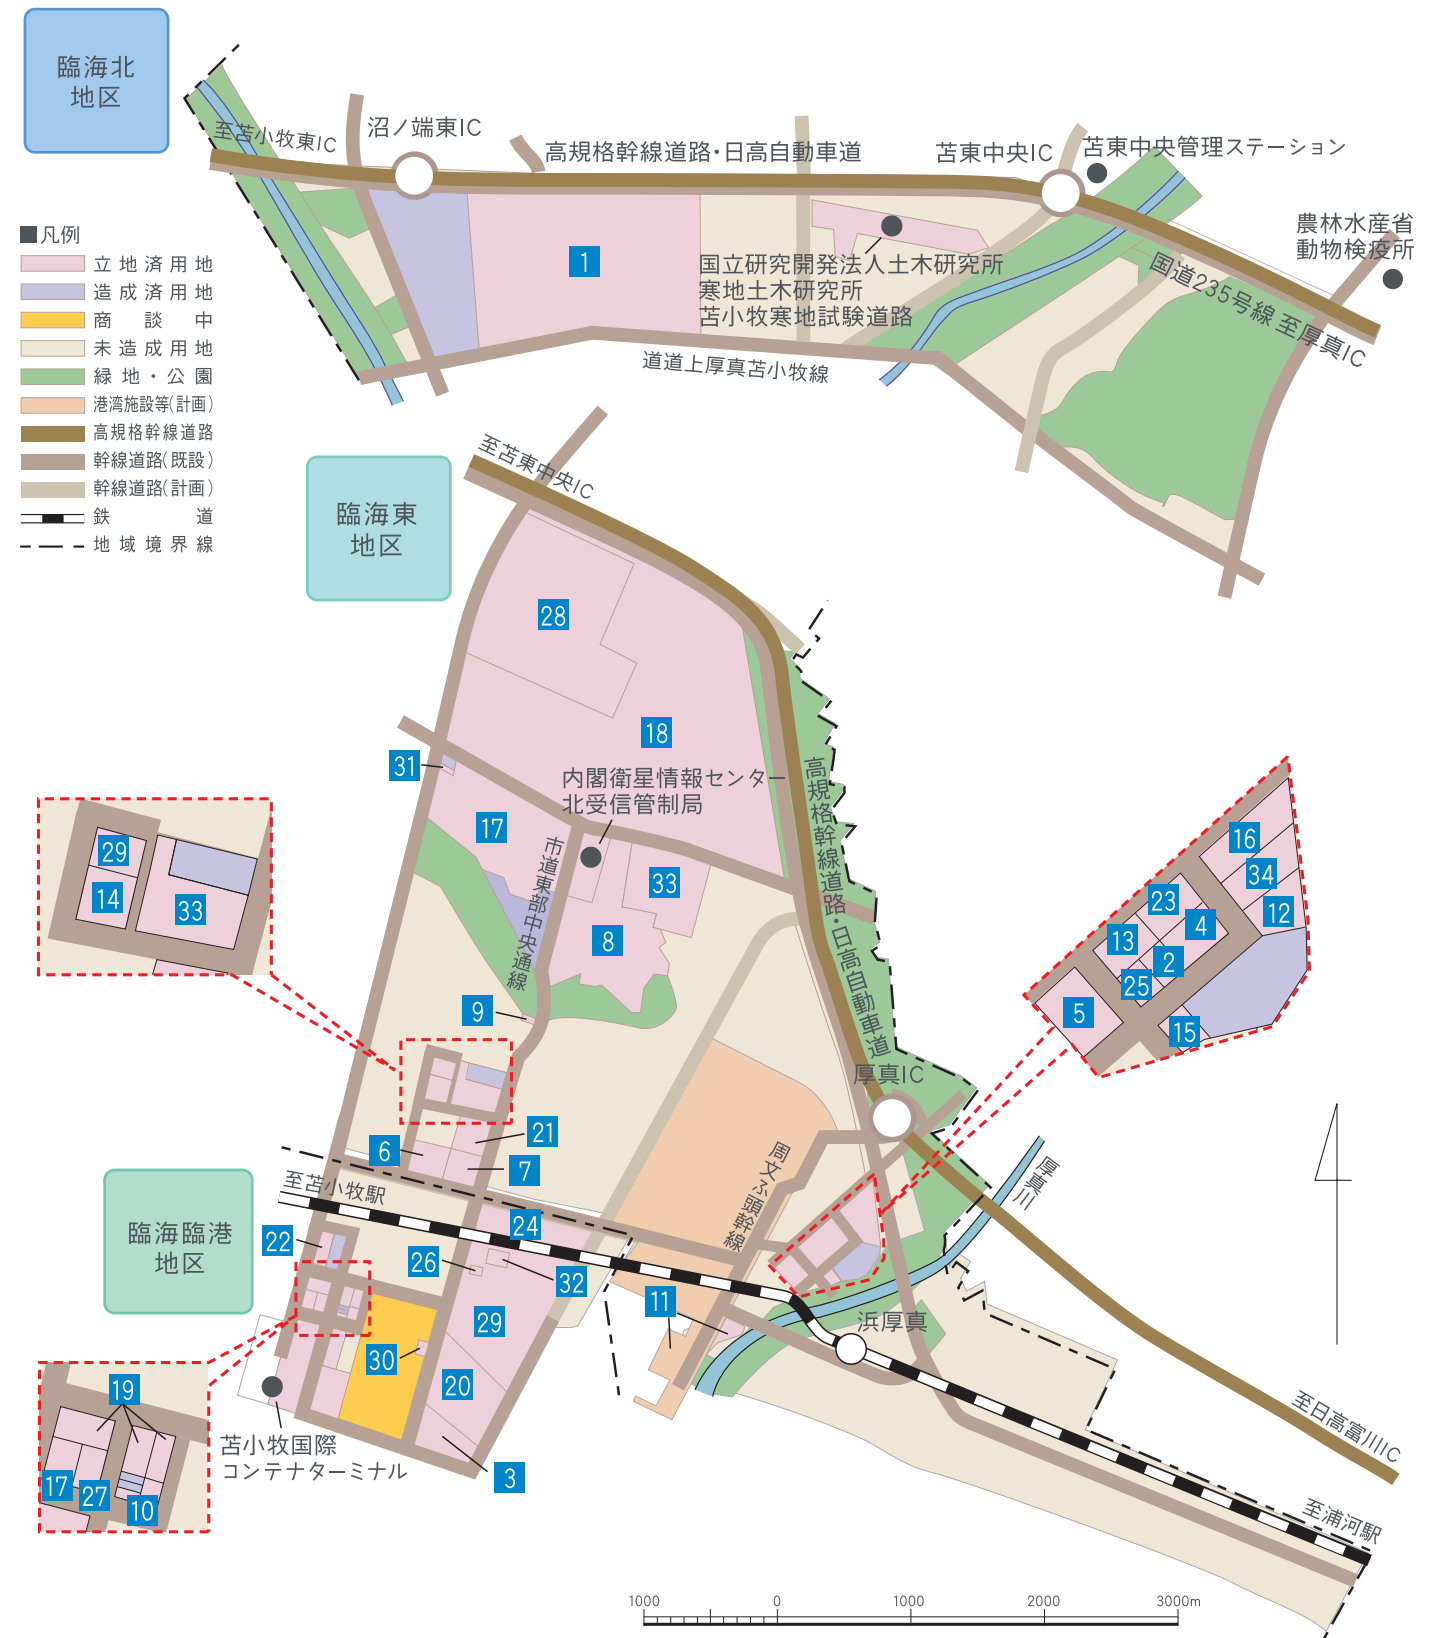 臨海北
地区
至苫小牧東IC
沼ノ端東IC
高規格幹線道路・日高自動車道
苫東中央IC
苫東中央管理ステーション
農林水産省
動物検疫所
国道235号線 至厚真IC
1
国立研究開発法人土木研究所
寒地土木研究所
苫小牧寒地試験道路
道道上厚真苫小牧線
凡例
立地済用地
造成済用地
商談中
未造成用地
緑地・公園
港湾施設等(計画)
高規格幹線道路
幹線道路(既設)
幹線道路(計画)
鉄道
地域境界線
臨海東
地区
至苫東中央IC
28
18
31
内閣衛星情報センター
北受信管制局
17
33
8
市道東部中央通線
9
高規格幹線道路・日高自動車道
厚真IC
29
14
33
16
34
23
12
4
13
2
25
5
15
21
6
7
周文ふ頭幹線
厚真川
臨海臨港
地区
至苫小牧駅
24
22
26
32
11
29
浜厚真
30
20
19
17
27
10
苫小牧国際
コンテナターミナル
3
至日高富川IC
至浦河駅
1000
0
1000
2000
3000m